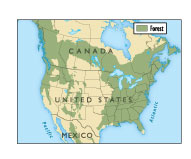 Forest
CANADA
UNITED STATES
Pacific
Atlantic
MEXICO